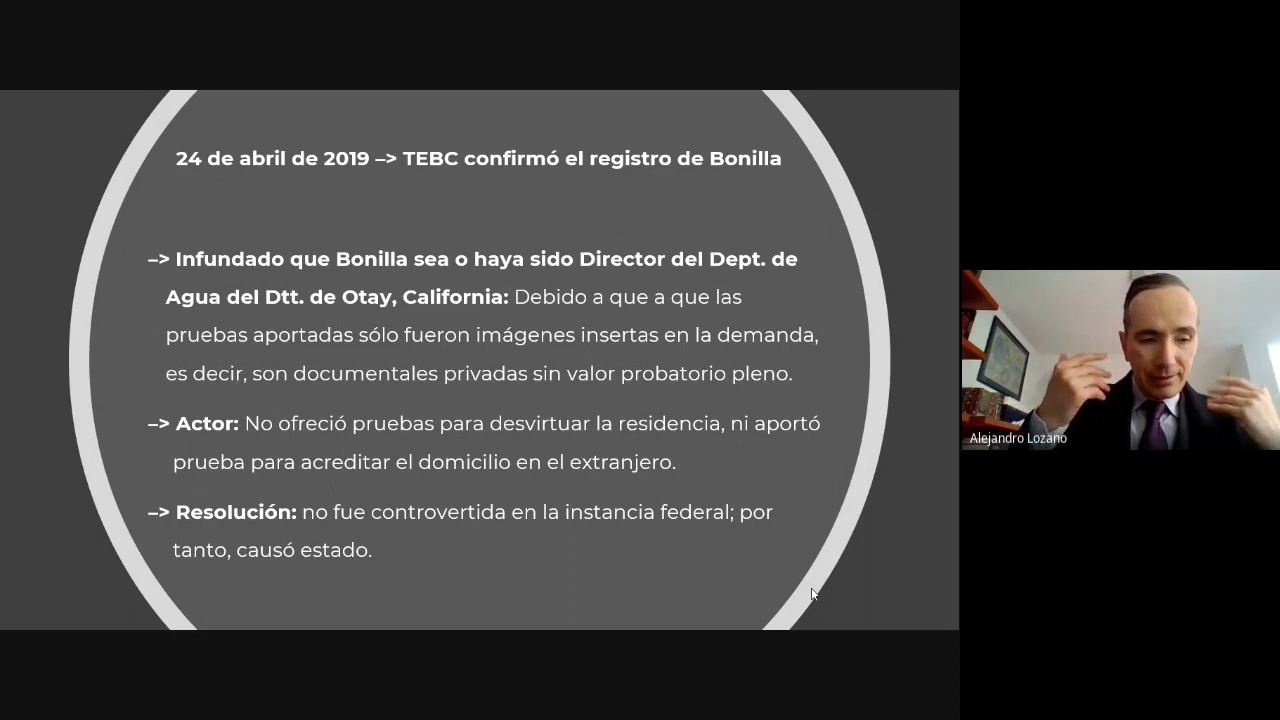 24 de abril de 2019 –> TEBC confirmó el registro de Bonilla
–> Infundado que Bonilla sea o haya sido Director del Dept. de
Agua del Dtt. de Otay, California: Debido a que a que las
pruebas aportadas sólo fueron imágenes insertas en la demanda,
es decir, son documentales privadas sin valor probatorio pleno.
–> Actor: No ofreció pruebas para desvirtuar la residencia, ni aportó
prueba para acreditar el domicilio en el extranjero.
–> Resolución: no fue controvertida en la instancia federal; por
tanto, causó estado.
Alejandro Lozano